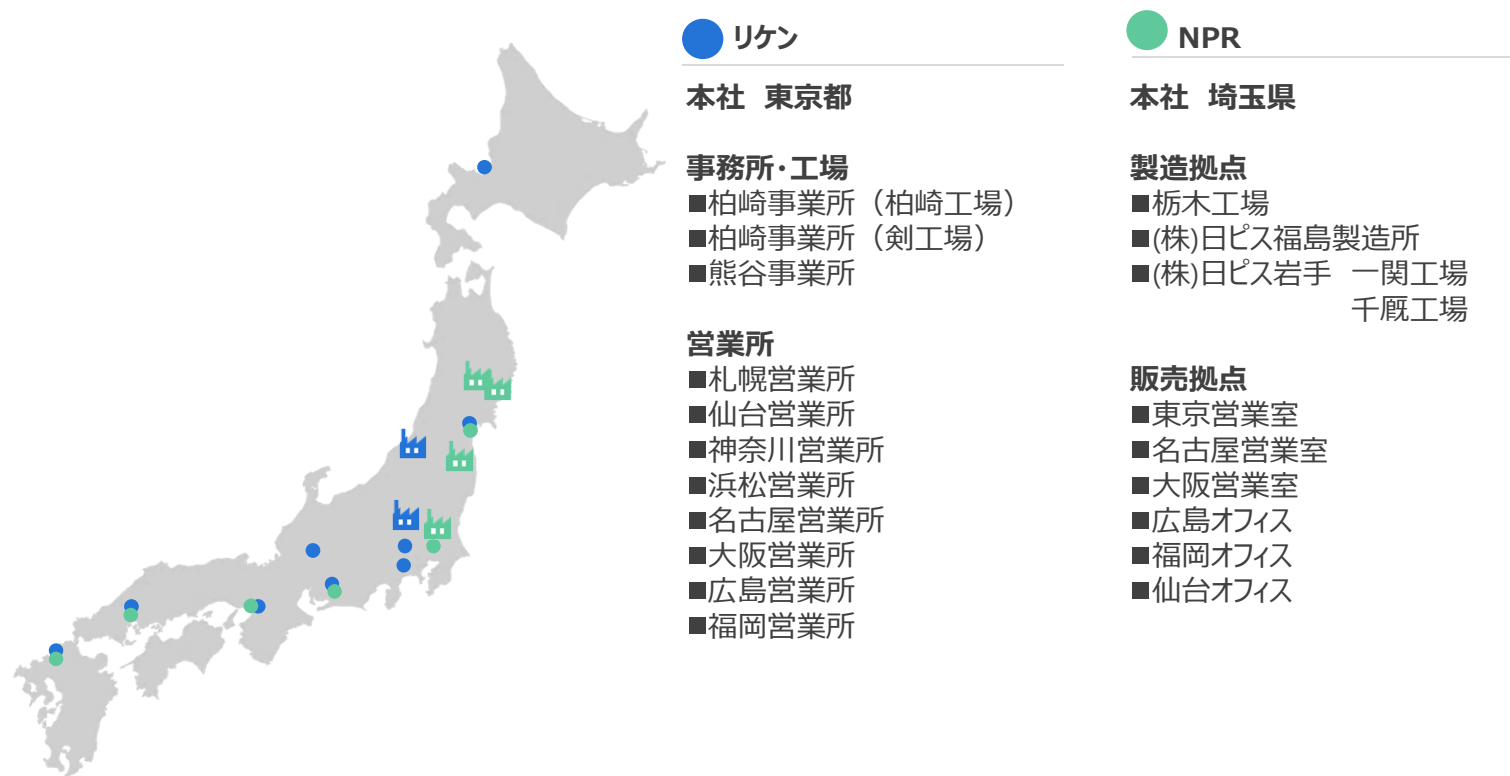 リケン
本社 東京都
事務所・工場
■柏崎事業所（柏崎工場）
■柏崎事業所（剣工場）
■熊谷事業所
営業所
■札幌営業所
■仙台営業所
■神奈川営業所
■浜松営業所
■名古屋営業所
■大阪営業所
■広島営業所
■福岡営業所
NPR
本社 埼玉県
製造拠点
■栃木工場
■(株)日ピス福島製造所
■(株)日ピス岩手 一関工場
千厩工場
販売拠点
■東京営業室
■名古屋営業室
■大阪営業室
■広島オフィス
■福岡オフィス
■仙台オフィス